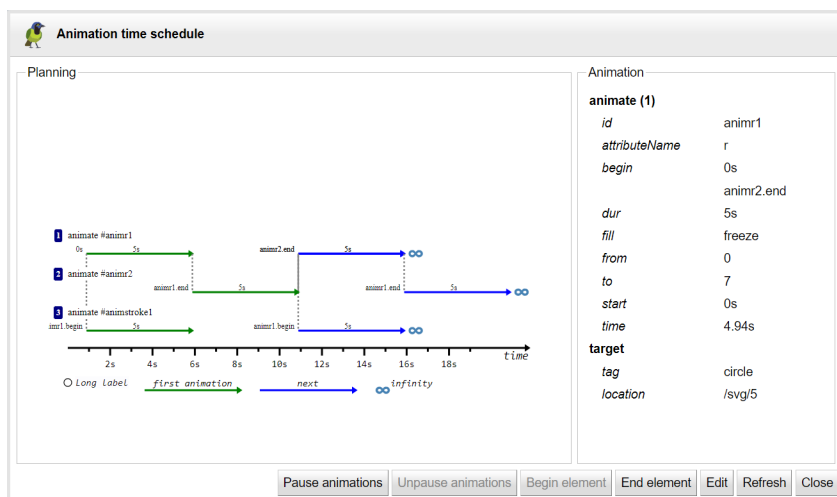 Animation time schedule
Planning
1 animate #animr1
0s 5s animr2.end 5s
2 animate #animr2
animr1.end 5s animr1.end 5s
3 animate #animstroke1
imr1.begin 5s animr1.begin 5s
2s 4s 6s 8s 10s 12s 14s 16s 18s
time
Long label first animation next infinity
Animation
animate (1)
id animr1
attributeName r
begin 0s
animr2.end
dur 5s
fill freeze
from 0
to 7
start 0s
time 4.94s
target
tag circle
location /svg/5
Pause animations Unpause animations Begin element End element Edit Refresh Close